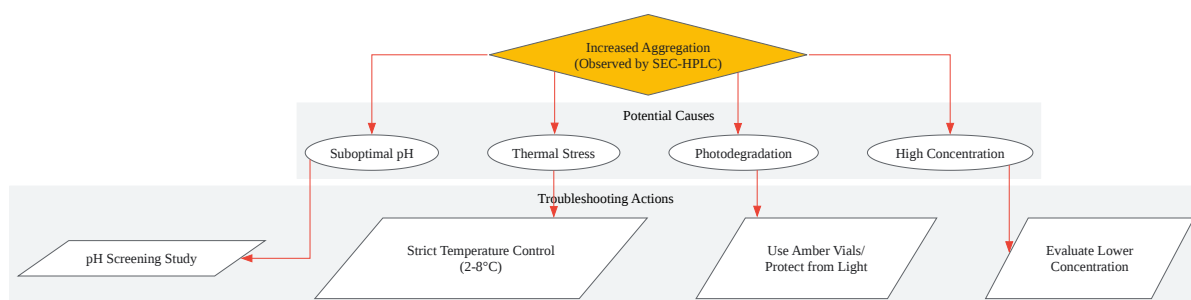 Increased Aggregation
(Observed by SEC-HPLC)
Potential Causes
Suboptimal pH
Thermal Stress
Photodegradation
High Concentration
Troubleshooting Actions
pH Screening Study
Strict Temperature Control
(2-8°C)
Use Amber Vials/
Protect from Light
Evaluate Lower
Concentration